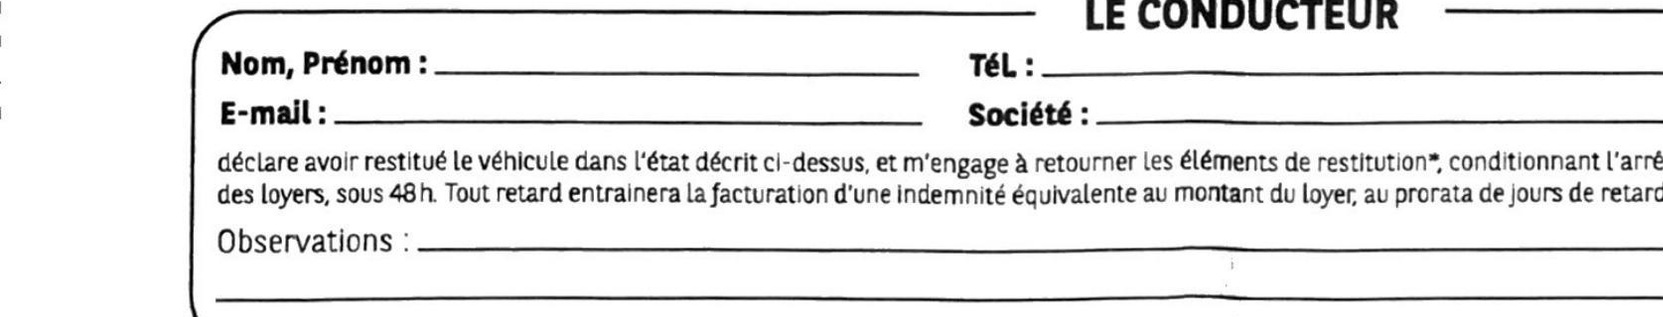 LE CONDUCTEUR
Nom, Prénom : Tél. :
E-mail : Société :
déclare avoir restitué le véhicule dans l'état décrit ci-dessus, et m'engage à retourner les éléments de restitution*, conditionnant l'arrê
des loyers, sous 48 h. Tout retard entrainera la facturation d'une indemnité équivalente au montant du loyer, au prorata de jours de retard
Observations :